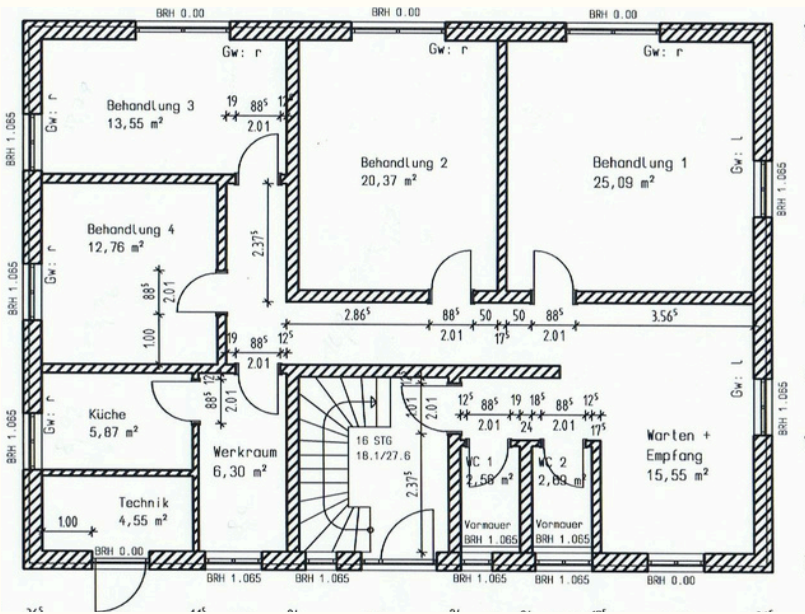 BRH 0.00
BRH 0.00
BRH 0.00
Gw: r
Gw: r
Gw: r
Gw: r
BRH 1.065
Behandlung 3
13,55 m²
19 88⁵ 12⁵
2.01
Behandlung 2
20,37 m²
Behandlung 1
25,09 m²
Gw: l
BRH 1.065
Behandlung 4
12,76 m²
Gw: r
BRH 1.065
88⁵
2.01
1.00
2.37⁵
19 88⁵ 12⁵
2.01
2.86⁵
88⁵
2.01
50
17⁵
50
88⁵
2.01
3.56⁵
Gw: l
BRH 1.065
Küche
5,87 m²
Gw: r
BRH 1.065
12⁵
88⁵
2.01
Werkraum
6,30 m²
16 STG
18.1/27.6
1.01
2.01
2.37⁵
12⁵ 88⁵ 19 18⁵ 88⁵ 12⁵
2.01 24 2.01 17⁵
WC 1
2,58 m²
WC 2
2,69 m²
Warten +
Empfang
15,55 m²
Technik
4,55 m²
1.00
Vormauer
BRH 1.065
Vormauer
BRH 1.065
BRH 0.00
BRH 1.065
BRH 1.065
BRH 1.065
BRH 1.065
BRH 0.00